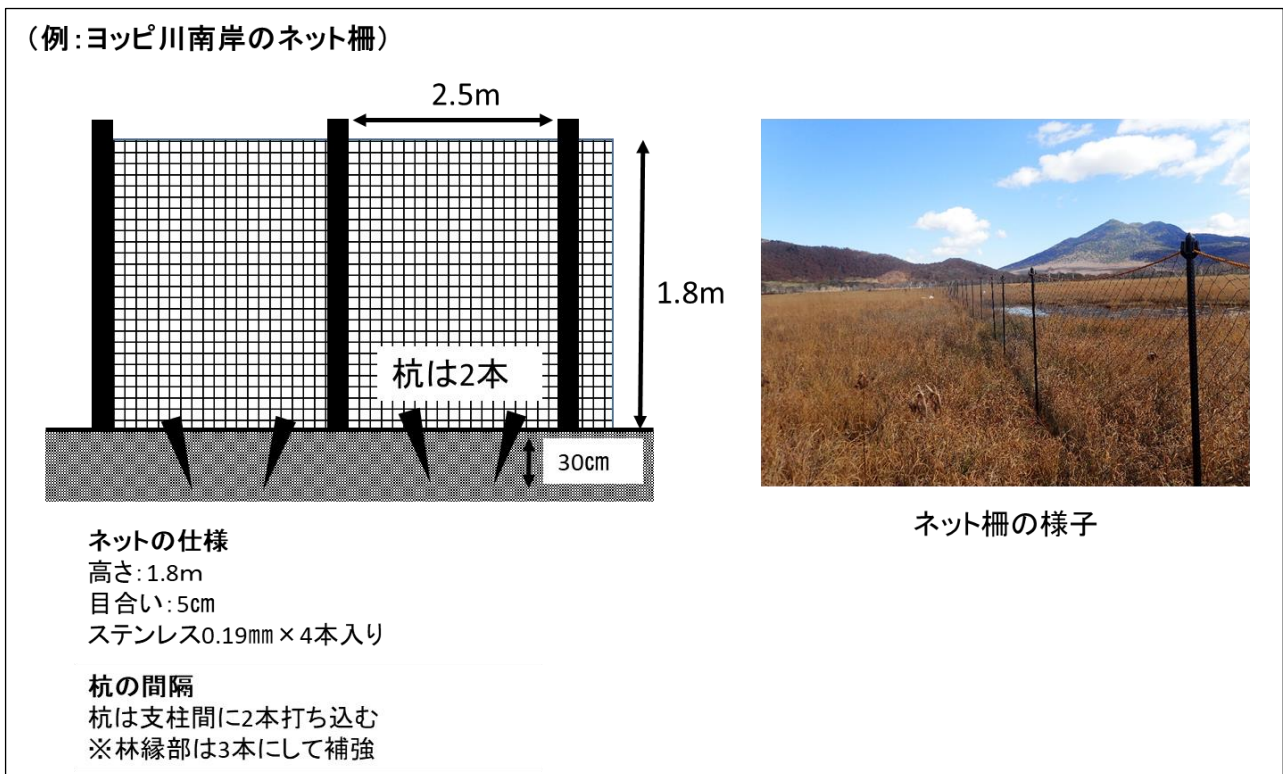 （例：ヨッピ川南岸のネット柵）
2.5m
1.8m
杭は2本
30㎝
ネット柵の様子
ネットの仕様
高さ：1.8m
目合い：5㎝
ステンレス0.19㎜×4本入り
杭の間隔
杭は支柱間に2本打ち込む
※林縁部は3本にして補強